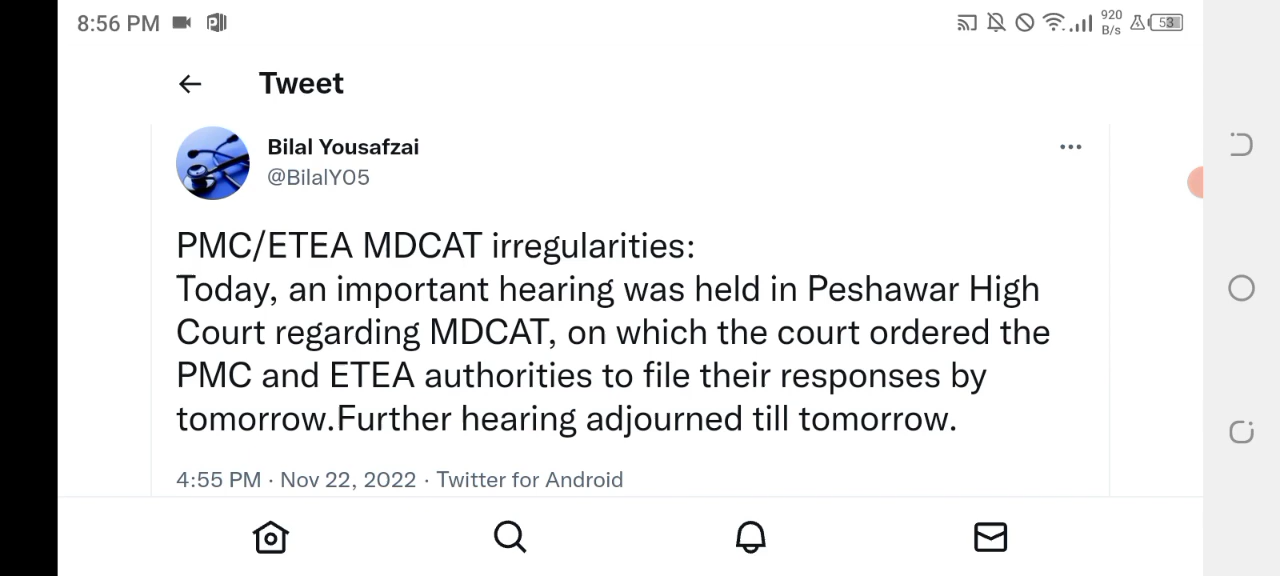 8:56 PM
920
B/s
53
Tweet
Bilal Yousafzai
@BilalY05
PMC/ETEA MDCAT irregularities:
Today, an important hearing was held in Peshawar High
Court regarding MDCAT, on which the court ordered the
PMC and ETEA authorities to file their responses by
tomorrow.Further hearing adjourned till tomorrow.
4:55 PM · Nov 22, 2022 · Twitter for Android